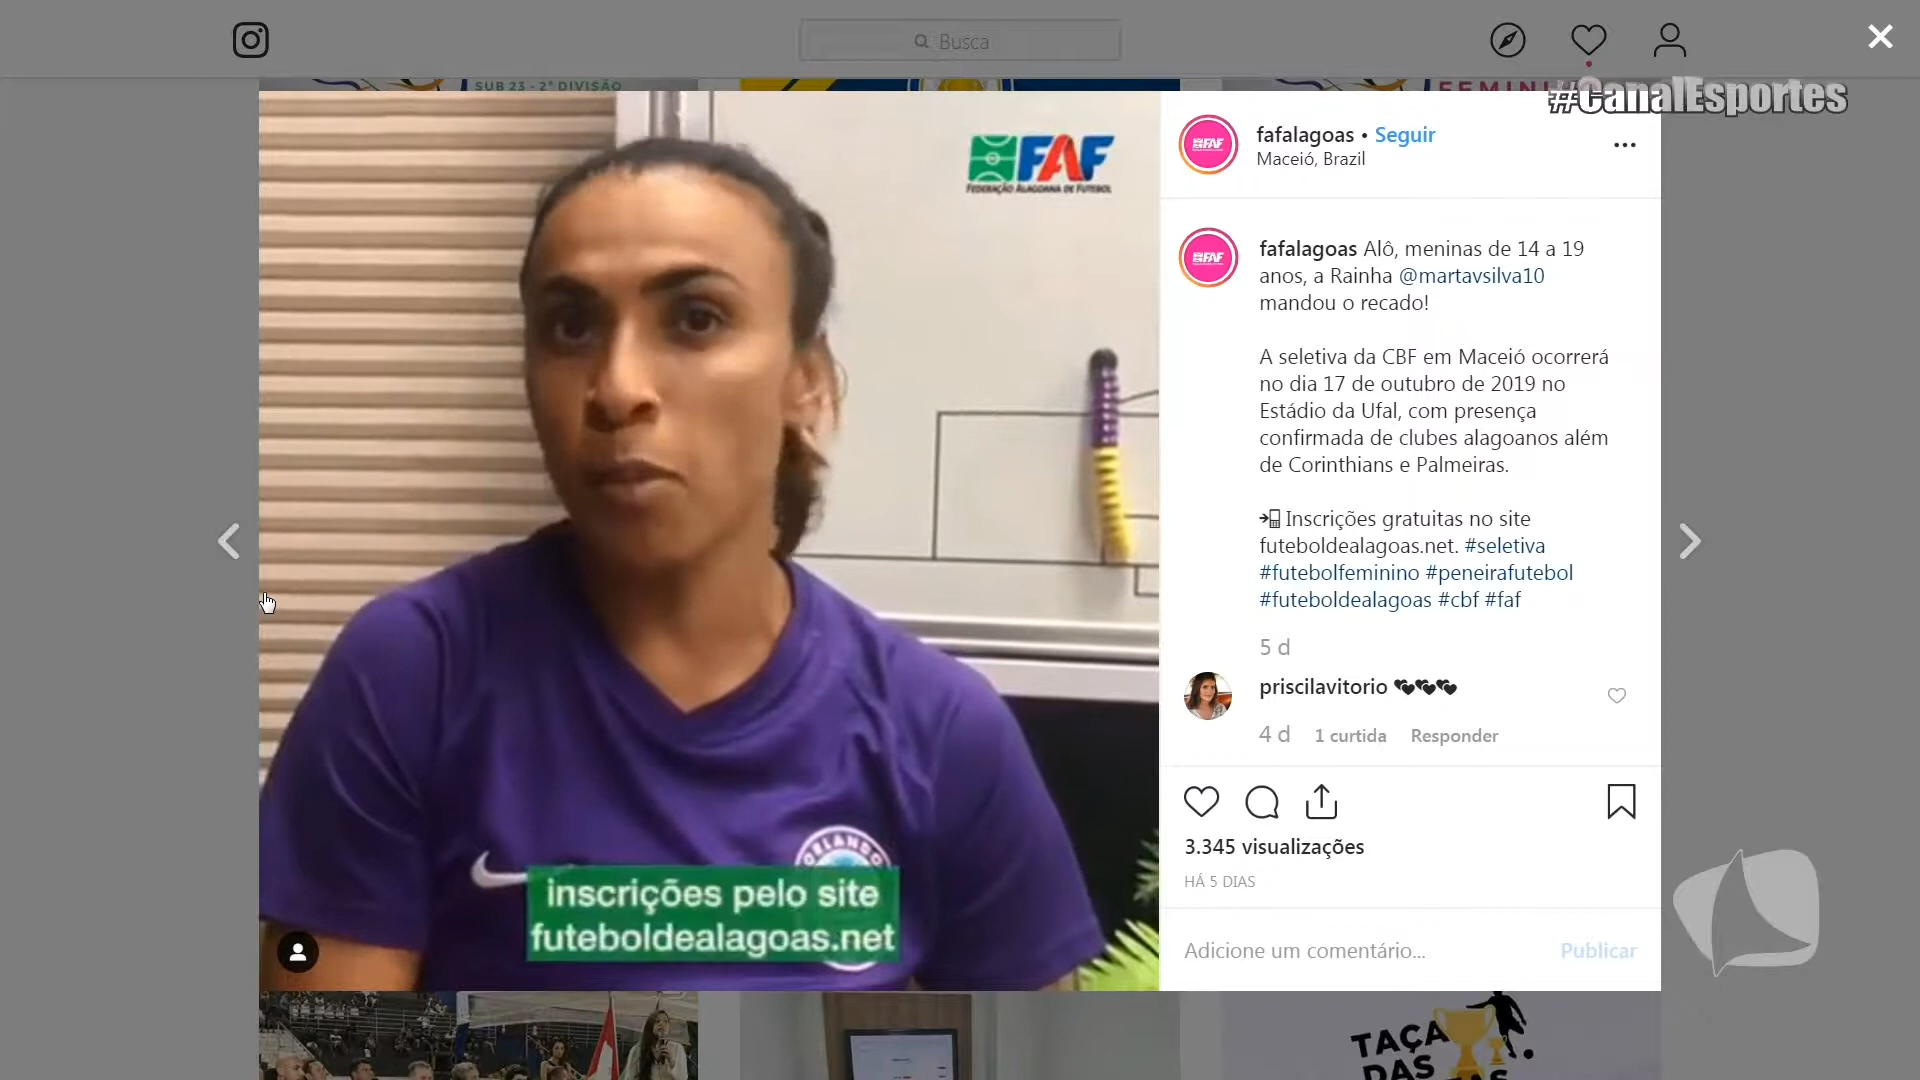 Busca
SUB 23 - 2ª DIVISÃO
#CanalEsportes
FAF
FEDERAÇÃO ALAGOANA DE FUTEBOL
FAF
fafalagoas • Seguir
Maceió, Brazil
FAF
fafalagoas Alô, meninas de 14 a 19
anos, a Rainha @martavsilva10
mandou o recado!
A seletiva da CBF em Maceió ocorrerá
no dia 17 de outubro de 2019 no
Estádio da Ufal, com presença
confirmada de clubes alagoanos além
de Corinthians e Palmeiras.
Inscrições gratuitas no site
futeboldealagoas.net. #seletiva
#futebolfeminino #peneirafutebol
#futeboldealagoas #cbf #faf
5 d
priscilavitorio
4 d 1 curtida Responder
3.345 visualizações
HÁ 5 DIAS
Adicione um comentário... Publicar
ORLANDO
inscrições pelo site
futeboldealagoas.net
TAÇA
DAS